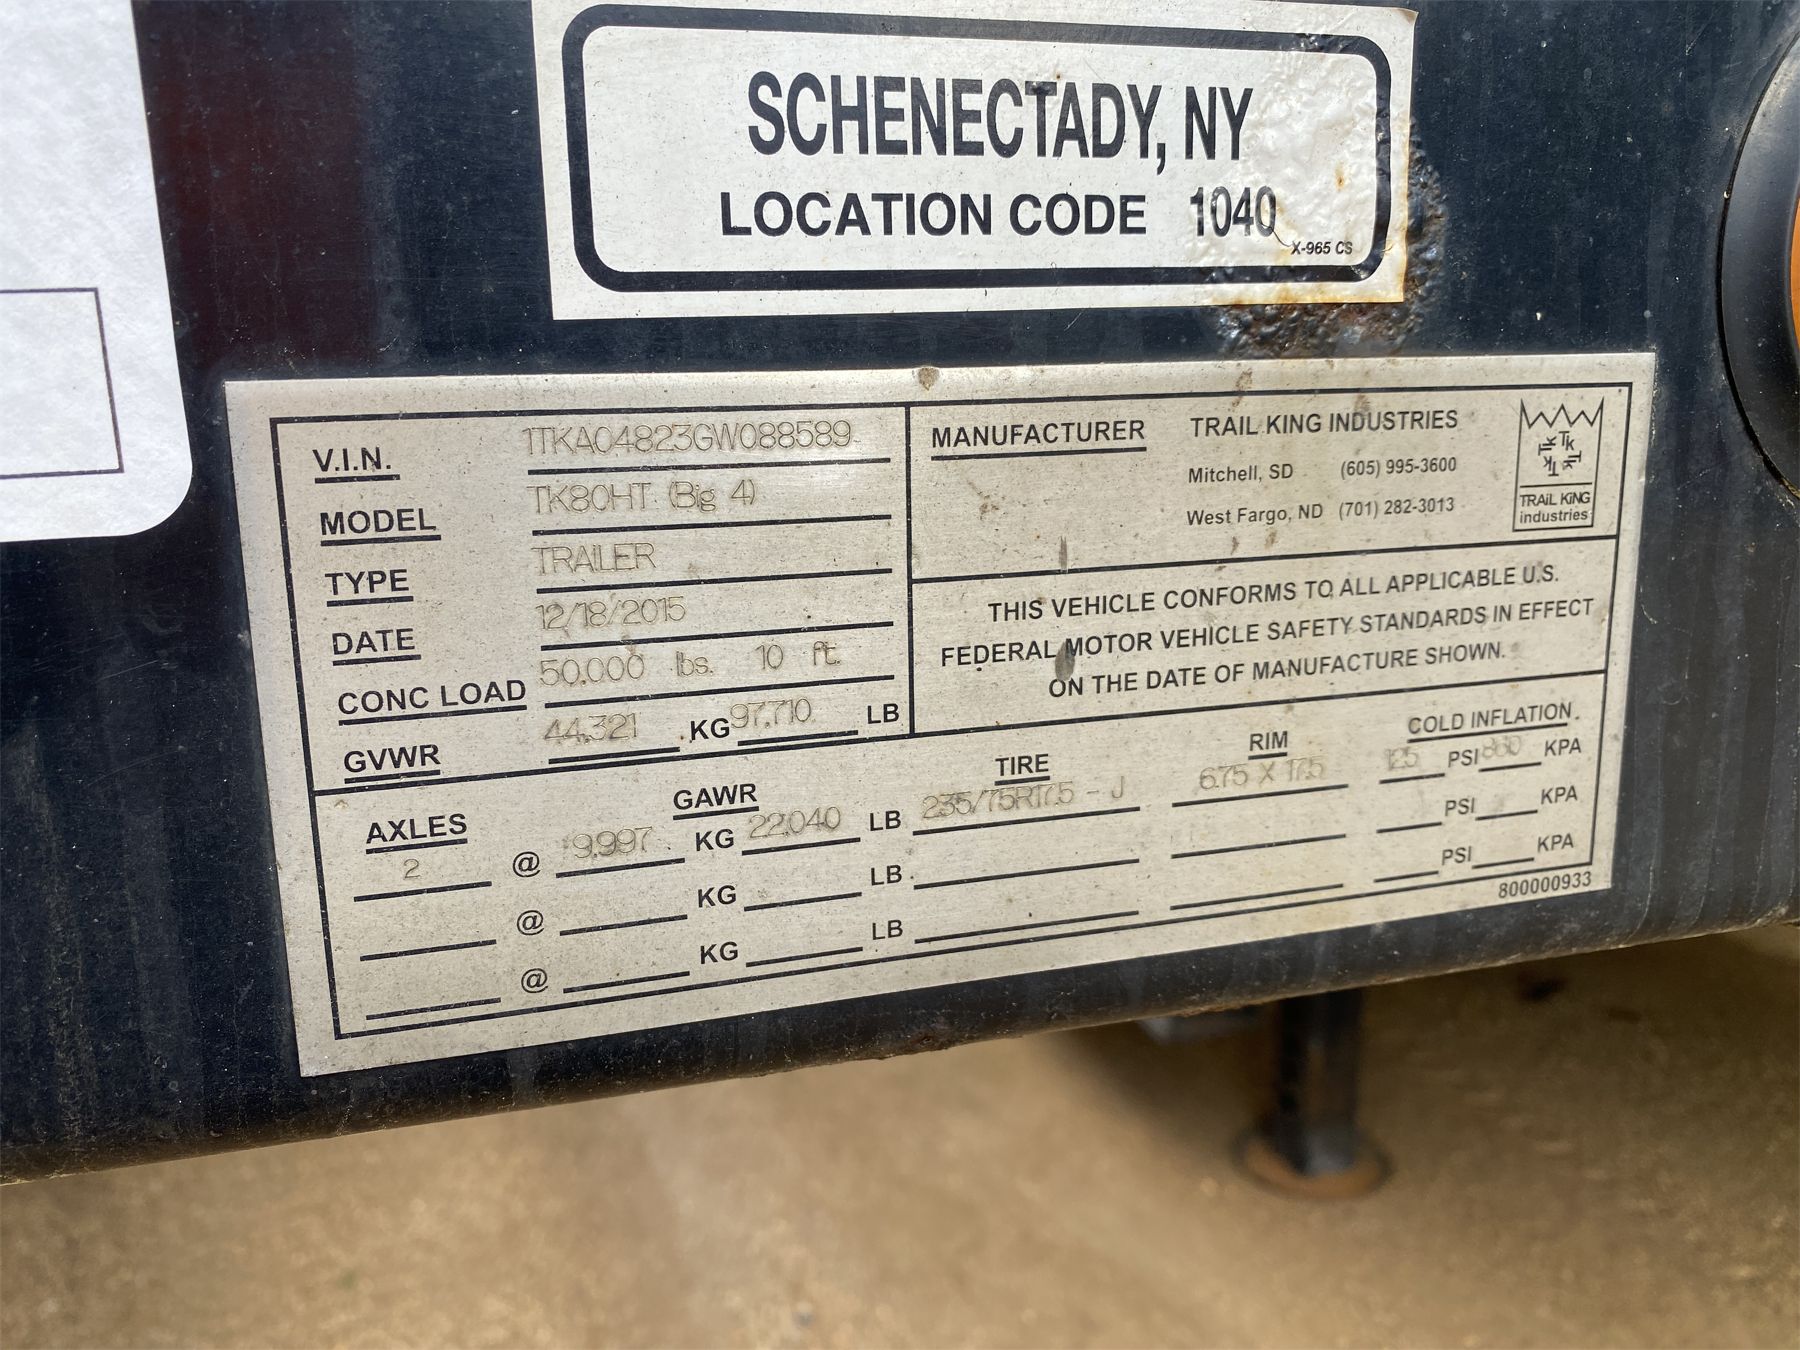 SCHENECTADY, NY
LOCATION CODE 1040
X-965 CS
V.I.N. 1TKA04823GW088589
MODEL TK80HT (Big 4)
TYPE TRAILER
DATE 12/18/2015
CONC LOAD 50,000 lbs. 10 ft.
GVWR 44,321 KG 97,710 LB
MANUFACTURER TRAIL KING INDUSTRIES
Mitchell, SD (605) 995-3600
West Fargo, ND (701) 282-3013
TK TK TK TK
TRAIL KING
industries
THIS VEHICLE CONFORMS TO ALL APPLICABLE U.S.
FEDERAL MOTOR VEHICLE SAFETY STANDARDS IN EFFECT
ON THE DATE OF MANUFACTURE SHOWN.
AXLES GAWR TIRE RIM COLD INFLATION
2 @ 9,997 KG 22,040 LB 235/75R17.5 - J 6.75 X 17.5 125 PSI 860 KPA
@ KG LB PSI KPA
@ KG LB PSI KPA
800000933